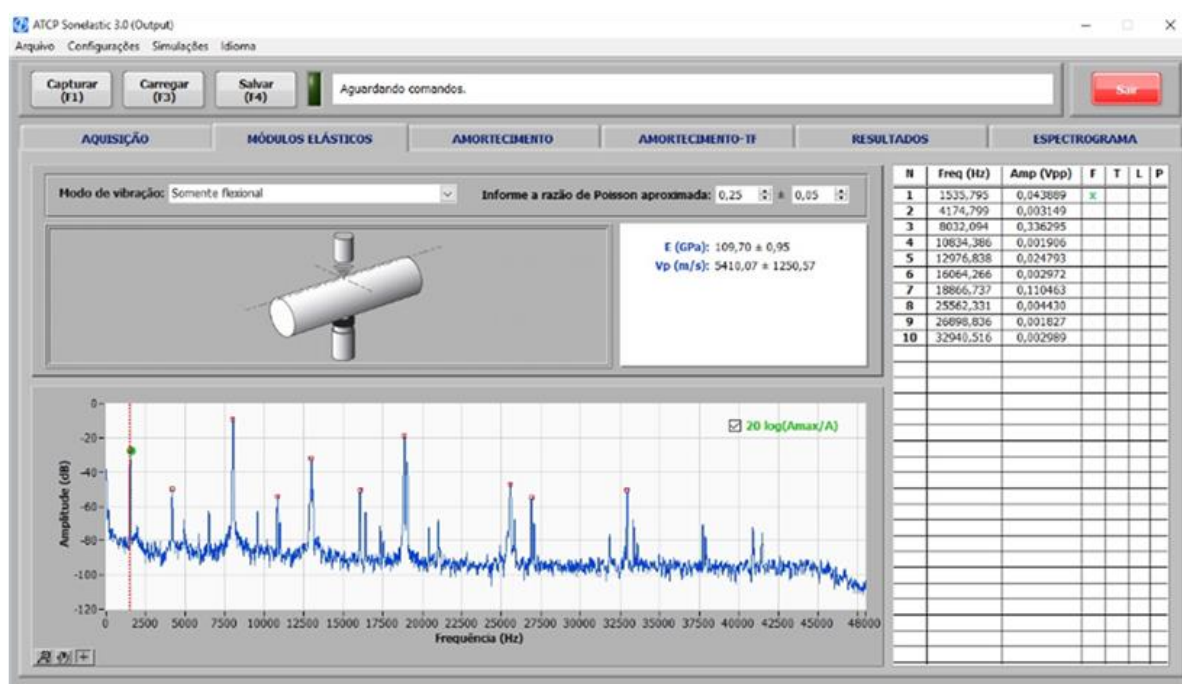 ATCP Sonelastic 3.0 (Output)
Arquivo Configurações Simulações Idioma
Capturar (F1) Carregar (F3) Salvar (F4) Aguardando comandos. Sair
AQUISIÇÃO MÓDULOS ELÁSTICOS AMORTECIMENTO AMORTECIMENTO-TF RESULTADOS ESPECTROGRAMA
Modo de vibração: Somente flexional Informe a razão de Poisson aproximada: 0,25 ± 0,05
E (GPa): 109,70 ± 0,95
Vp (m/s): 5410,07 ± 1250,57
N Freq (Hz) Amp (Vpp) F T L P
1 1535,795 0,043889 x
2 4174,799 0,003149
3 8032,094 0,336295
4 10834,386 0,001906
5 12976,838 0,024793
6 16064,266 0,002972
7 18866,737 0,110463
8 25562,331 0,004430
9 26898,836 0,001827
10 32940,516 0,002989
20 log(Amax/A)
Amplitude (dB)
0
-20
-40
-60
-80
-100
-120
0 2500 5000 7500 10000 12500 15000 17500 20000 22500 25000 27500 30000 32500 35000 37500 40000 42500 45000 48000
Frequência (Hz)